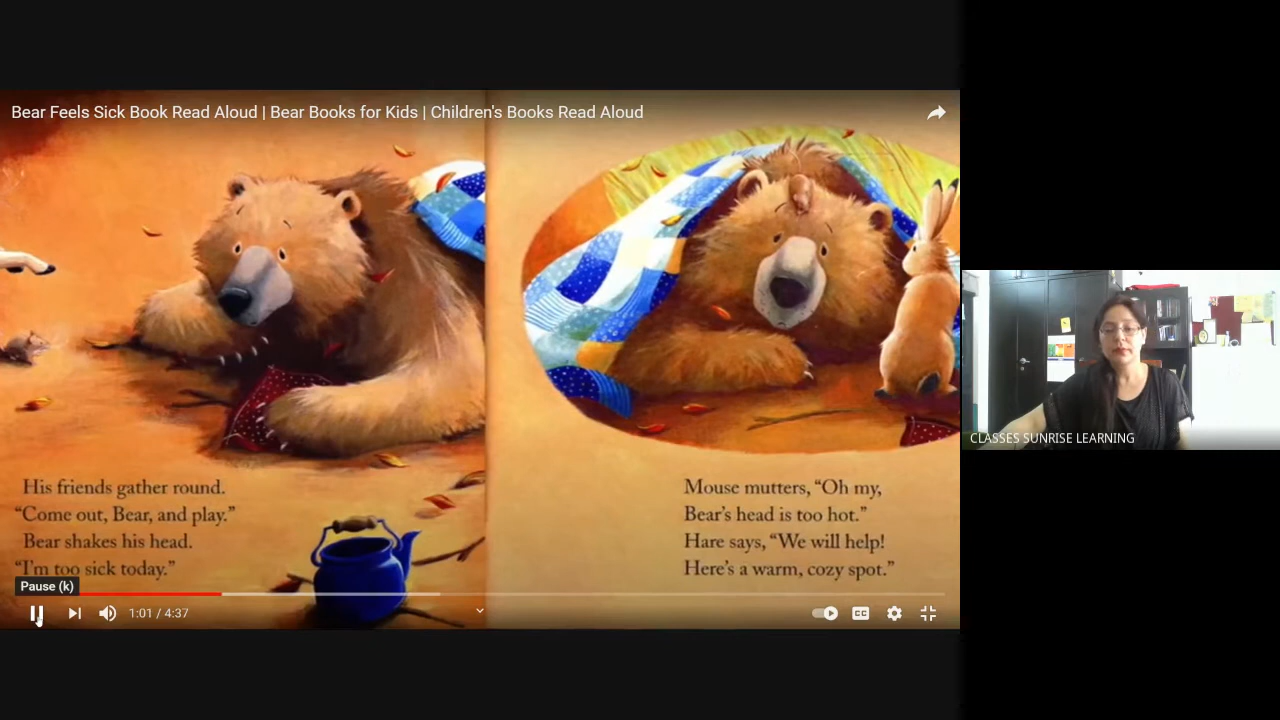 Bear Feels Sick Book Read Aloud | Bear Books for Kids | Children's Books Read Aloud
His friends gather round.
“Come out, Bear, and play.”
Bear shakes his head.
“I'm too sick today.”
Mouse mutters, “Oh my,
Bear's head is too hot.”
Hare says, “We will help!
Here's a warm, cozy spot.”
Pause (k)
1:01 / 4:37
CC
CLASSES SUNRISE LEARNING